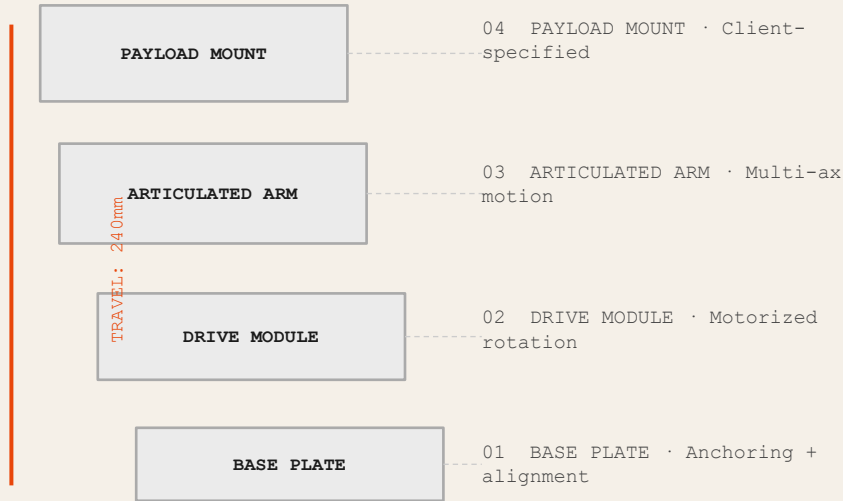 PAYLOAD MOUNT
04 PAYLOAD MOUNT · Client-
specified
ARTICULATED ARM
03 ARTICULATED ARM · Multi-ax
motion
TRAVEL: 240mm
DRIVE MODULE
02 DRIVE MODULE · Motorized
rotation
BASE PLATE
01 BASE PLATE · Anchoring +
alignment